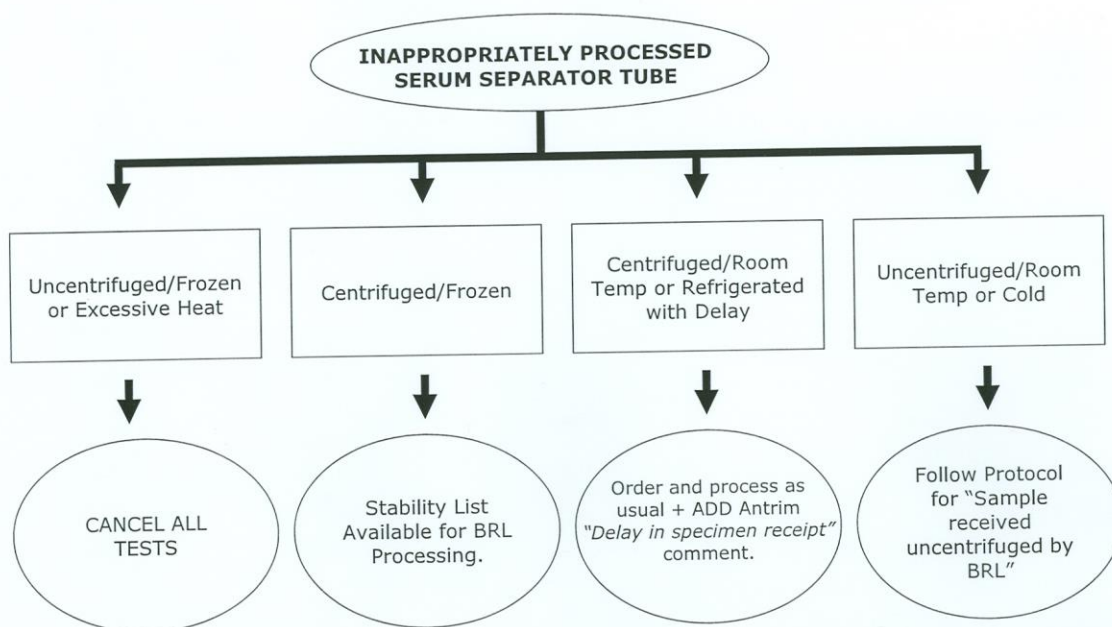 INAPPROPRIATELY PROCESSED
SERUM SEPARATOR TUBE
Uncentrifuged/Frozen
or Excessive Heat
Centrifuged/Frozen
Centrifuged/Room
Temp or Refrigerated
with Delay
Uncentrifuged/Room
Temp or Cold
CANCEL ALL
TESTS
Stability List
Available for BRL
Processing.
Order and process as
usual + ADD Antrim
“Delay in specimen receipt”
comment.
Follow Protocol
for “Sample
received
uncentrifuged by
BRL”